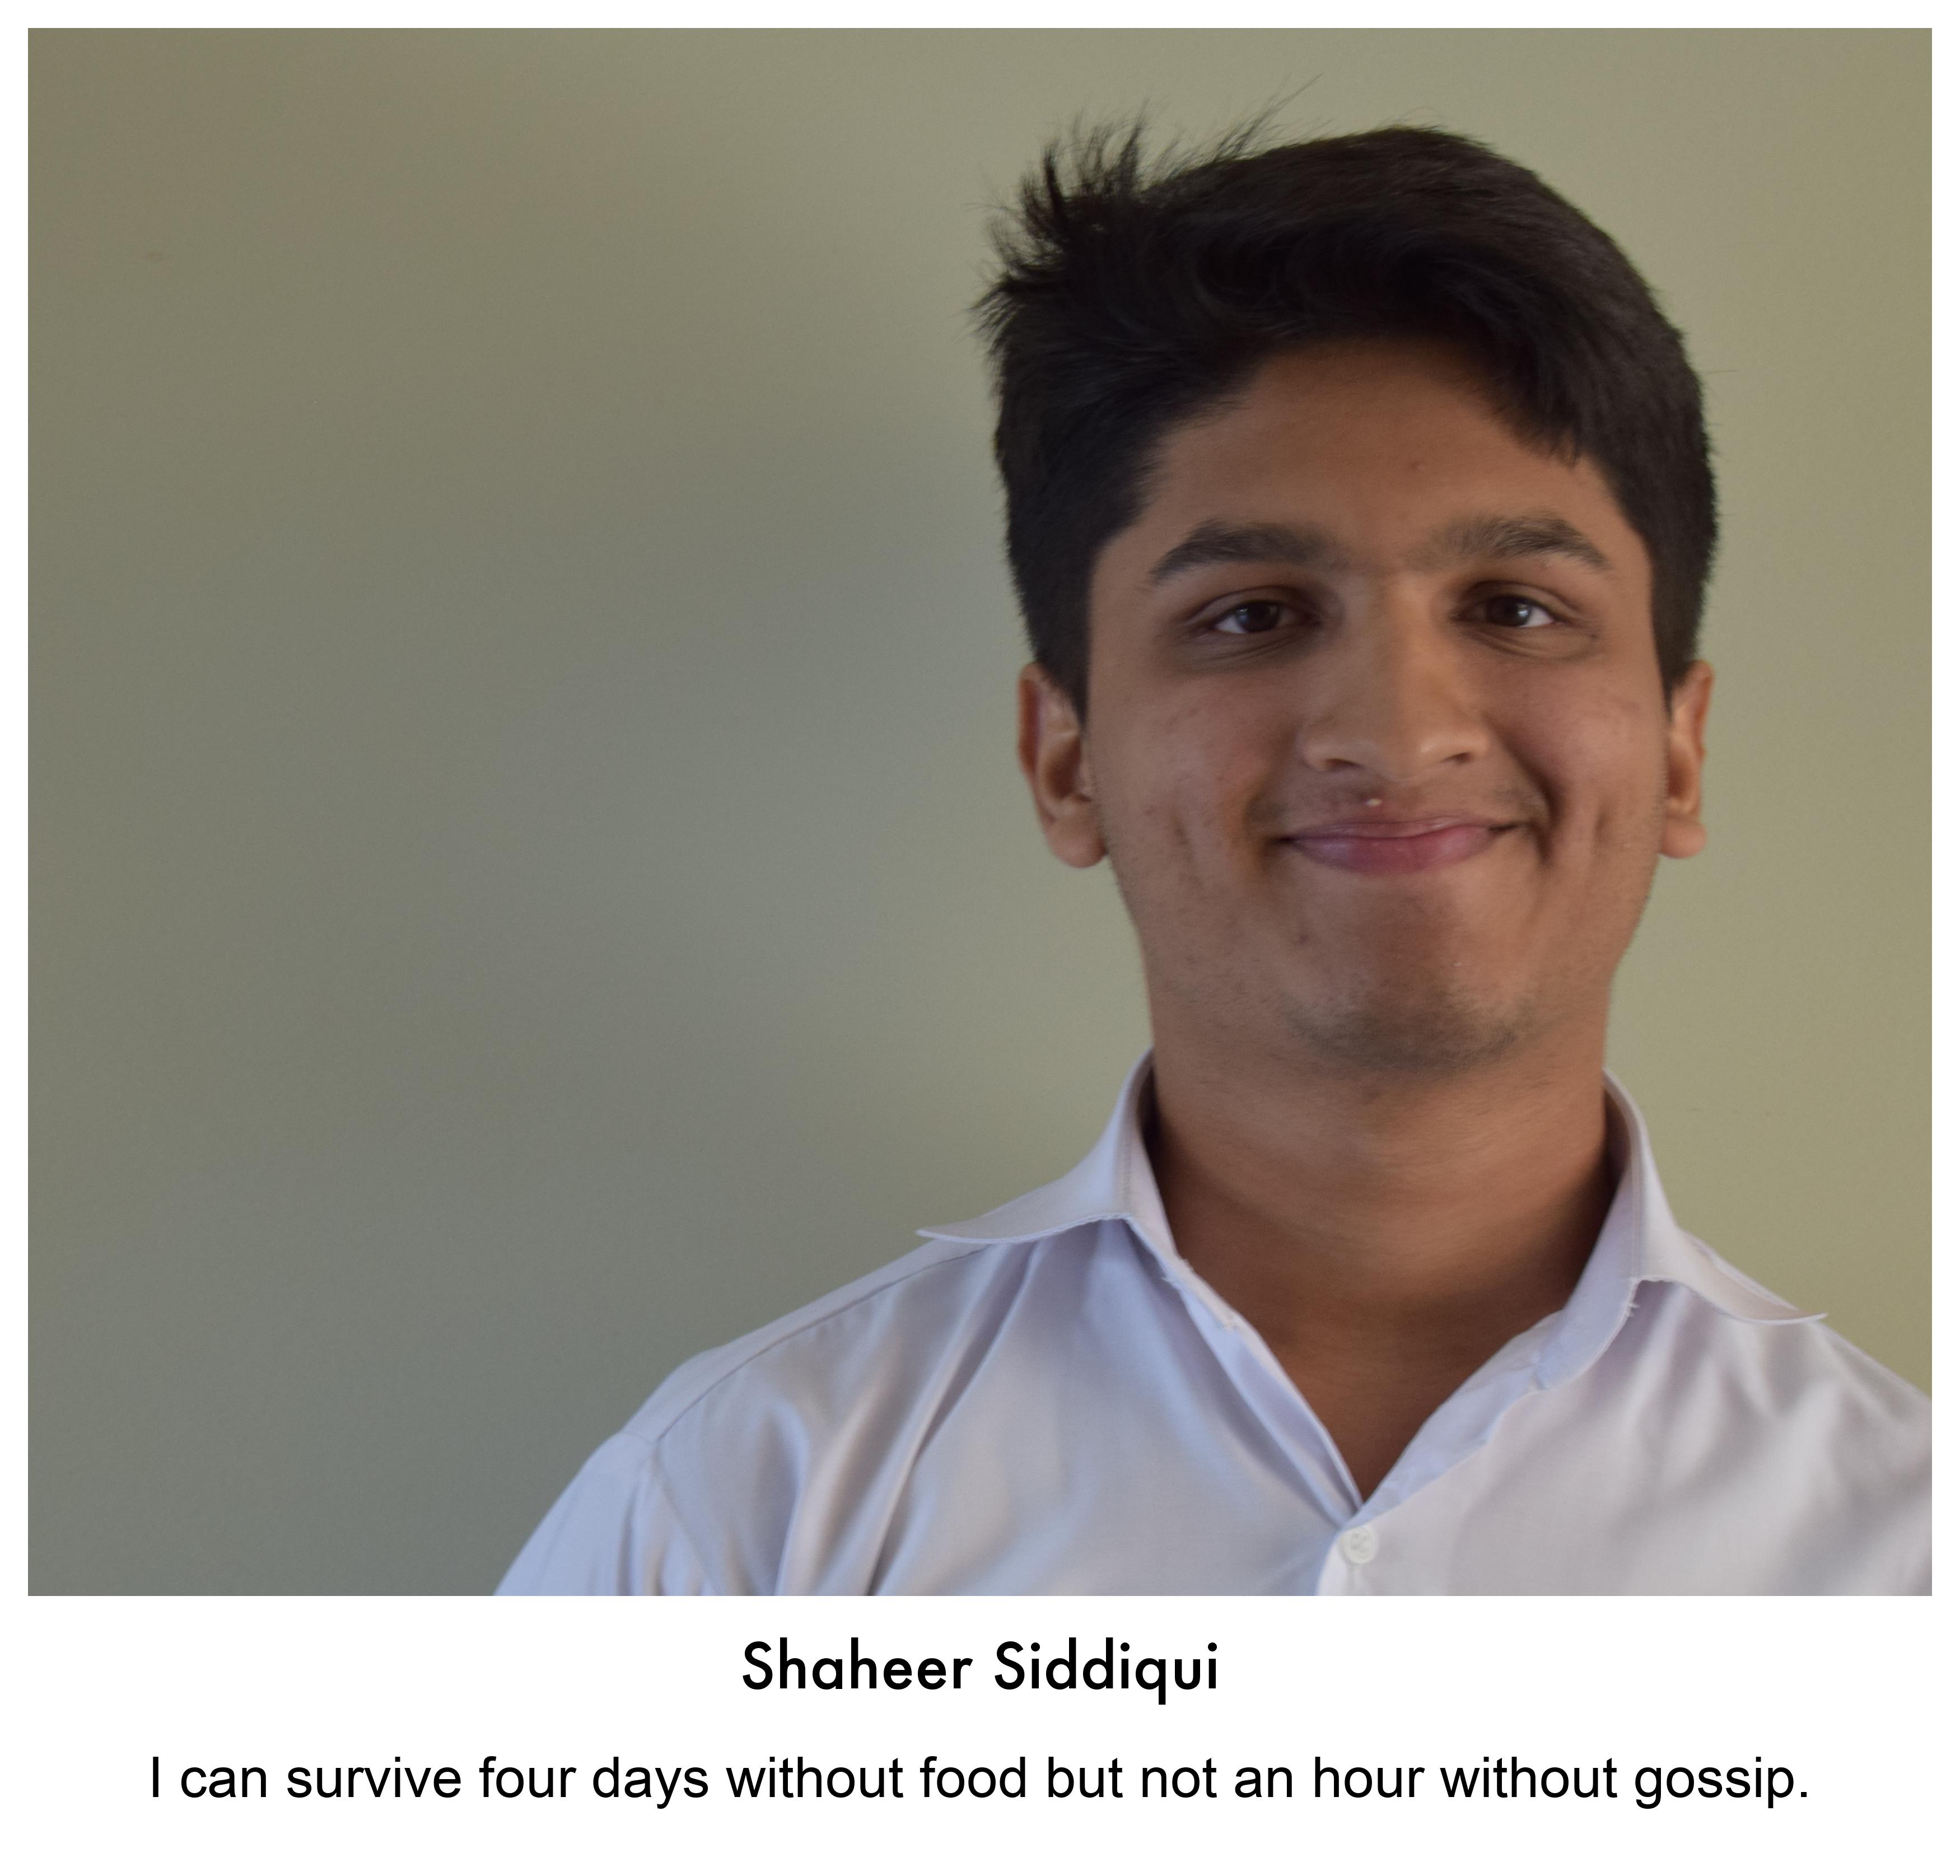 Shaheer Siddiqui
I can survive four days without food but not an hour without gossip.